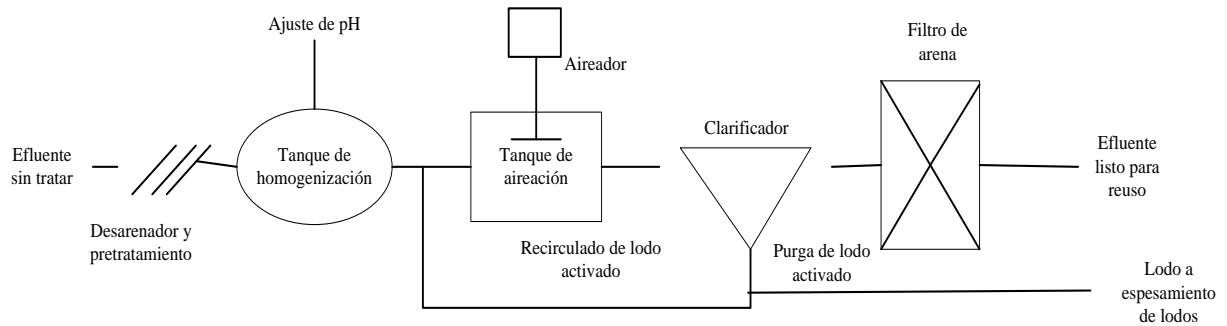 Ajuste de pH
Aireador
Filtro de
arena
Clarificador
Efluente
sin tratar
Tanque de
homogenización
Tanque de
aireación
Efluente
listo para
reuso
Desarenador y
pretratamiento
Recirculado de lodo
activado
Purga de lodo
activado
Lodo a
espesamiento
de lodos